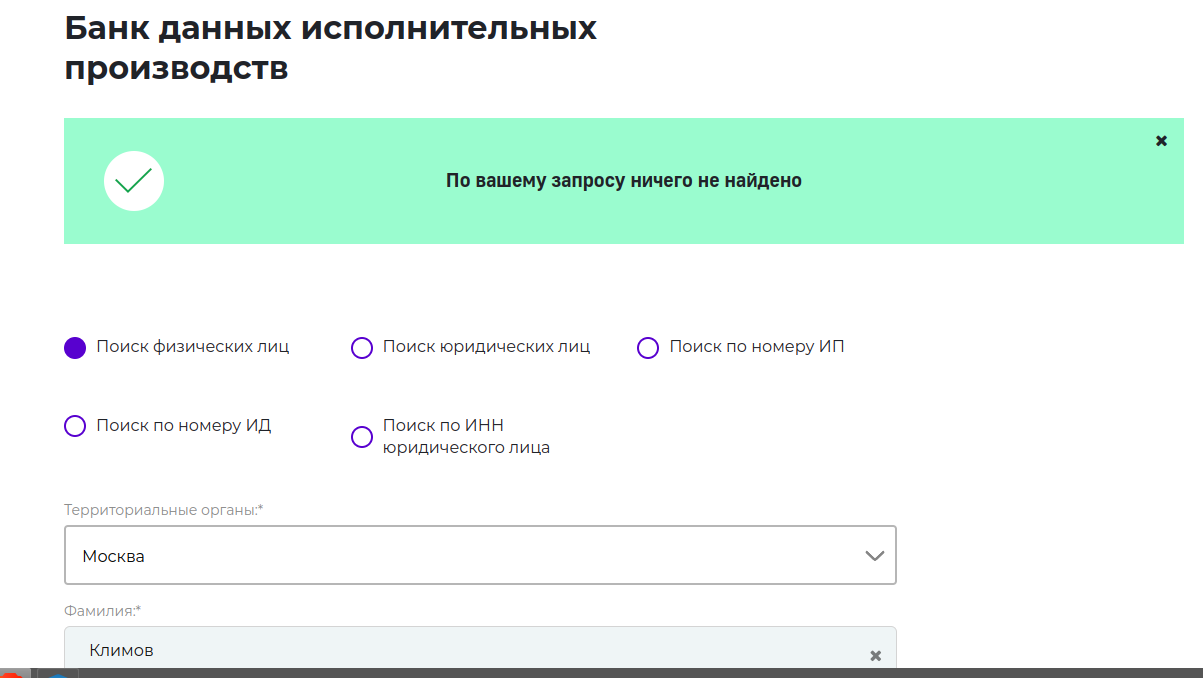 Банк данных исполнительных
производств
По вашему запросу ничего не найдено
Поиск физических лиц
Поиск юридических лиц
Поиск по номеру ИП
Поиск по номеру ИД
Поиск по ИНН
юридического лица
Территориальные органы:*
Москва
Фамилия:*
Климов